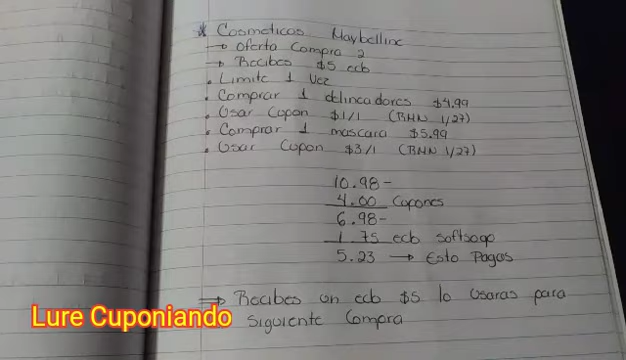 * Cosmeticos Maybelline
→ Oferta Compra 2
→ Recibes $5 ecb
• Limite 1 Vez
• Comprar 1 delineadores $4.99
• Usar Cupon $1/1 (BHN 1/27)
• Comprar 1 mascara $5.99
• Usar Cupon $3/1 (BHN 1/27)
10.98-
4.00 Cupones
6.98-
1.75 ecb softsoap
5.23 → Esto Pagas
⇒ Recibes un ecb $5 lo Usaras para
siguiente Compra
Lure Cuponiando